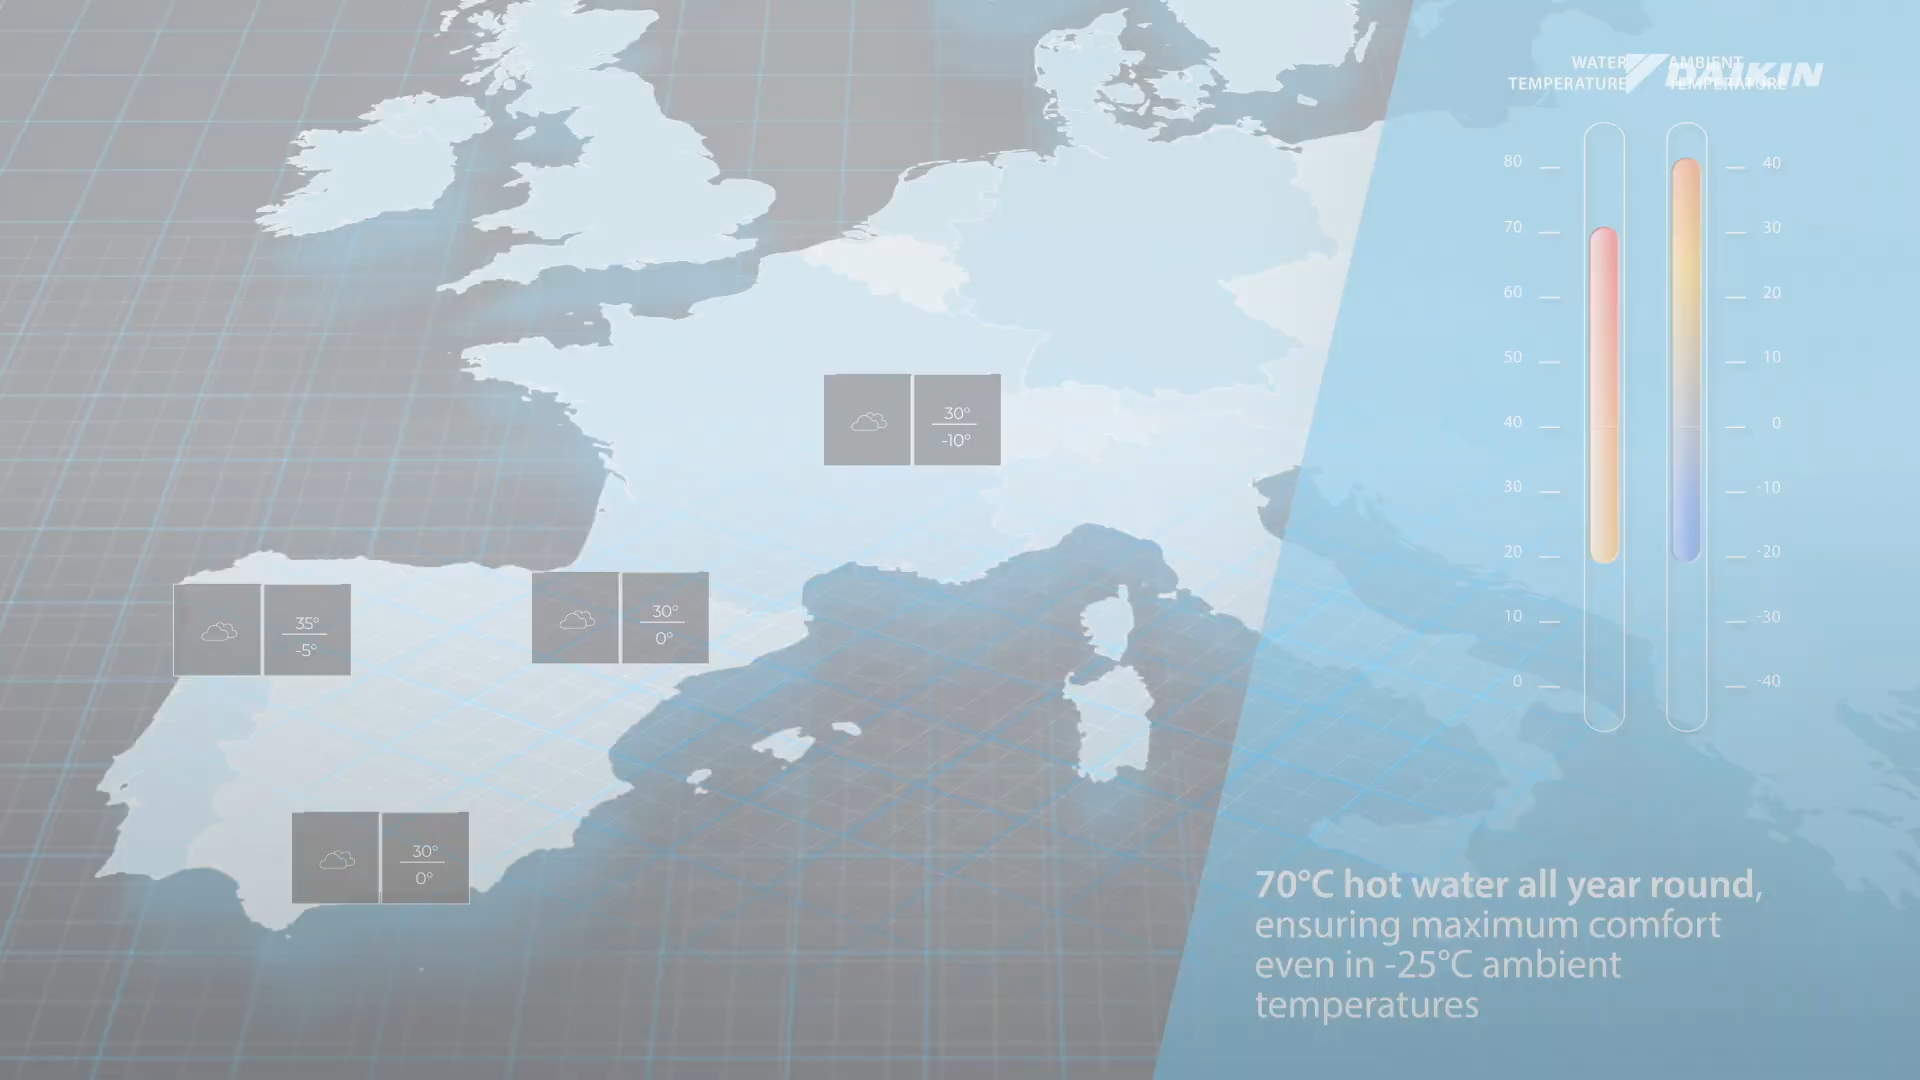 WATER
TEMPERATURE
AMBIENT
TEMPERATURE
DAIKIN
80
70
60
50
40
30
20
10
0
40
30
20
10
0
-10
-20
-30
-40
30°
-10°
35°
-5°
30°
0°
30°
0°
70°C hot water all year round,
ensuring maximum comfort
even in -25°C ambient
temperatures